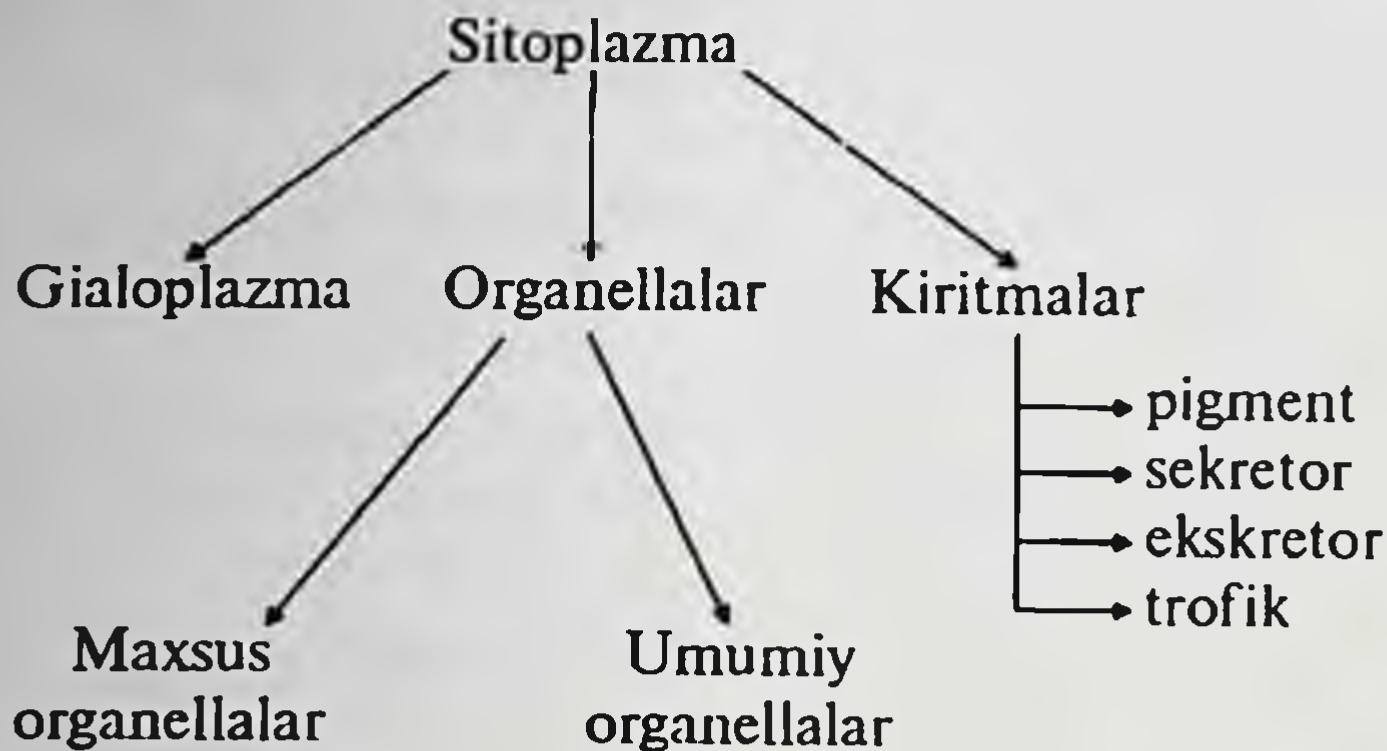 Sitoplazma
Gialoplazma
Organellalar
Kiritmalar
pigment
sekretor
ekskretor
trofik
Maxsus
organellalar
Umumiy
organellalar